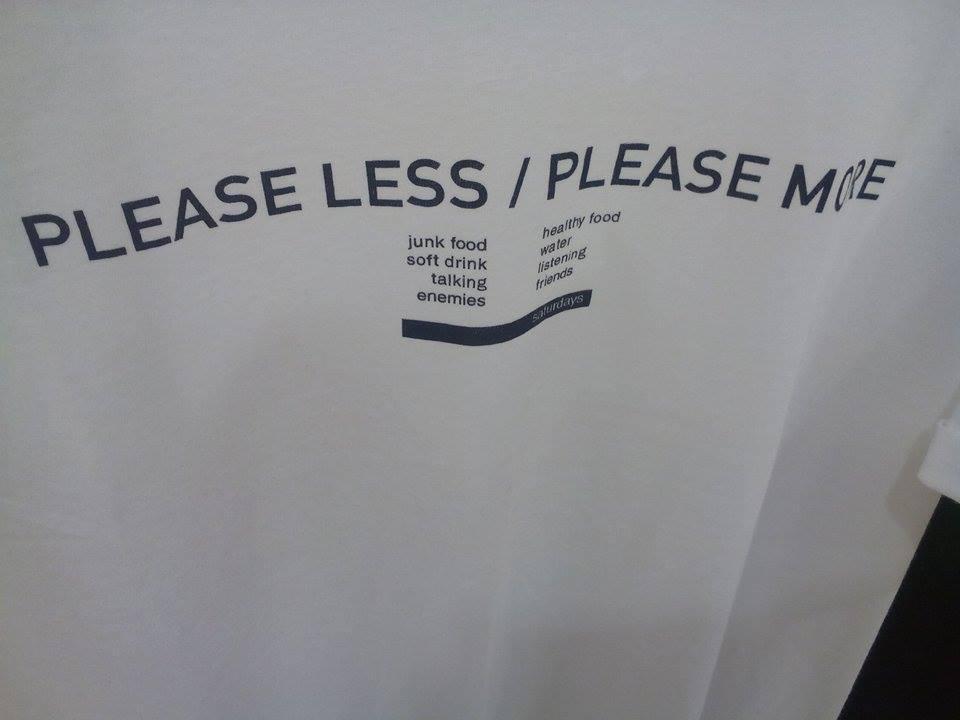 PLEASE LESS / PLEASE MORE
junk food
soft drink
talking
enemies
healthy food
water
listening
friends
saturdays